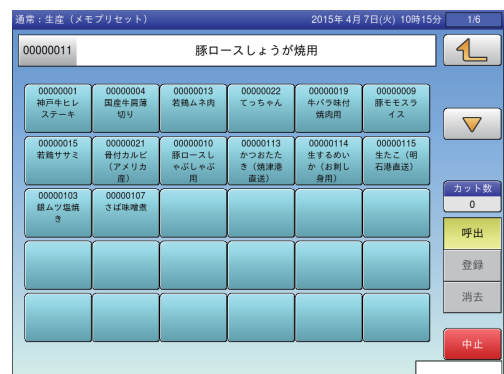 通常：生産（メモプリセット）
2015年 4月 7日(火) 10時15分
1/6
00000011
豚ロースしょうが焼用
00000001
神戸牛ヒレ
ステーキ
00000004
国産牛肩薄
切り
00000013
若鶏ムネ肉
00000022
てっちゃん
00000019
牛バラ味付
焼肉用
00000009
豚モモスラ
イス
00000015
若鶏ササミ
00000021
骨付カルビ
（アメリカ
産）
00000010
豚ロースし
ゃぶしゃぶ
用
00000113
かつおたた
き（焼津港
直送）
00000114
生するめい
か（お刺し
身用）
00000115
生たこ（明
石港直送）
00000103
銀ムツ塩焼
き
00000107
さば味噌煮
カット数
0
呼出
登録
消去
中止